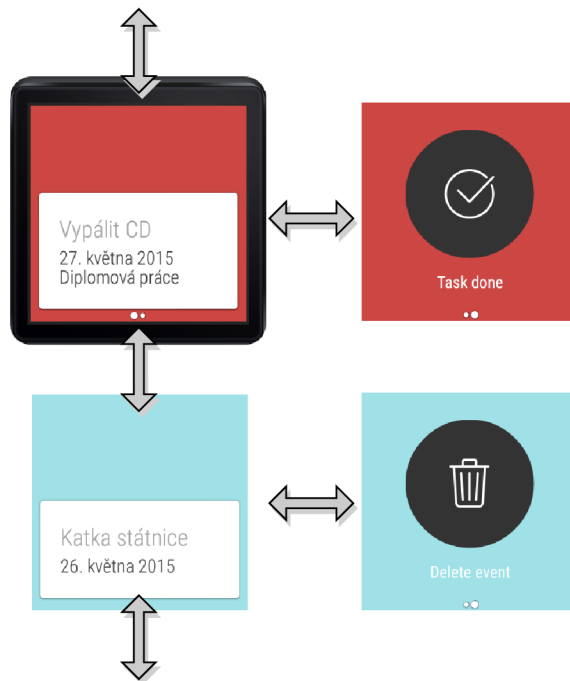 Vypálit CD
27. května 2015
Diplomová práce
Task done
Katka státnice
26. května 2015
Delete event